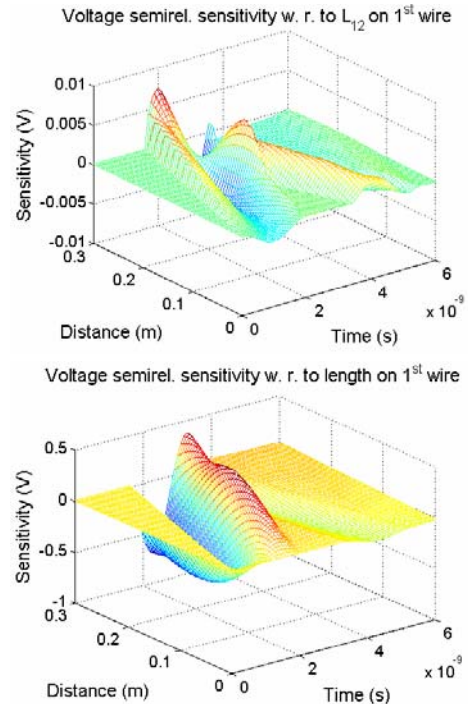 Voltage semirel. sensitivity w. r. to L12 on 1st wire
0.01
0.005
0
-0.005
-0.01
Sensitivity (V)
0.3
0.2
0.1
0
Distance (m)
0
2
4
6
x 10-9
Time (s)
Voltage semirel. sensitivity w. r. to length on 1st wire
0.5
0
-0.5
-1
Sensitivity (V)
0.3
0.2
0.1
0
Distance (m)
0
2
4
6
x 10-9
Time (s)